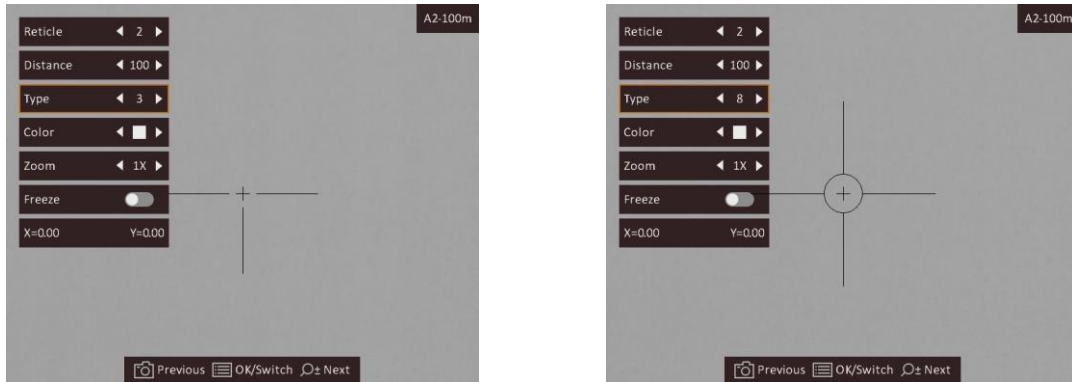 A2-100m
Reticle 2
Distance 100
Type 3
Color
Zoom 1X
Freeze
X=0.00 Y=0.00
Previous OK/Switch Next
A2-100m
Reticle 2
Distance 100
Type 8
Color
Zoom 1X
Freeze
X=0.00 Y=0.00
Previous OK/Switch Next